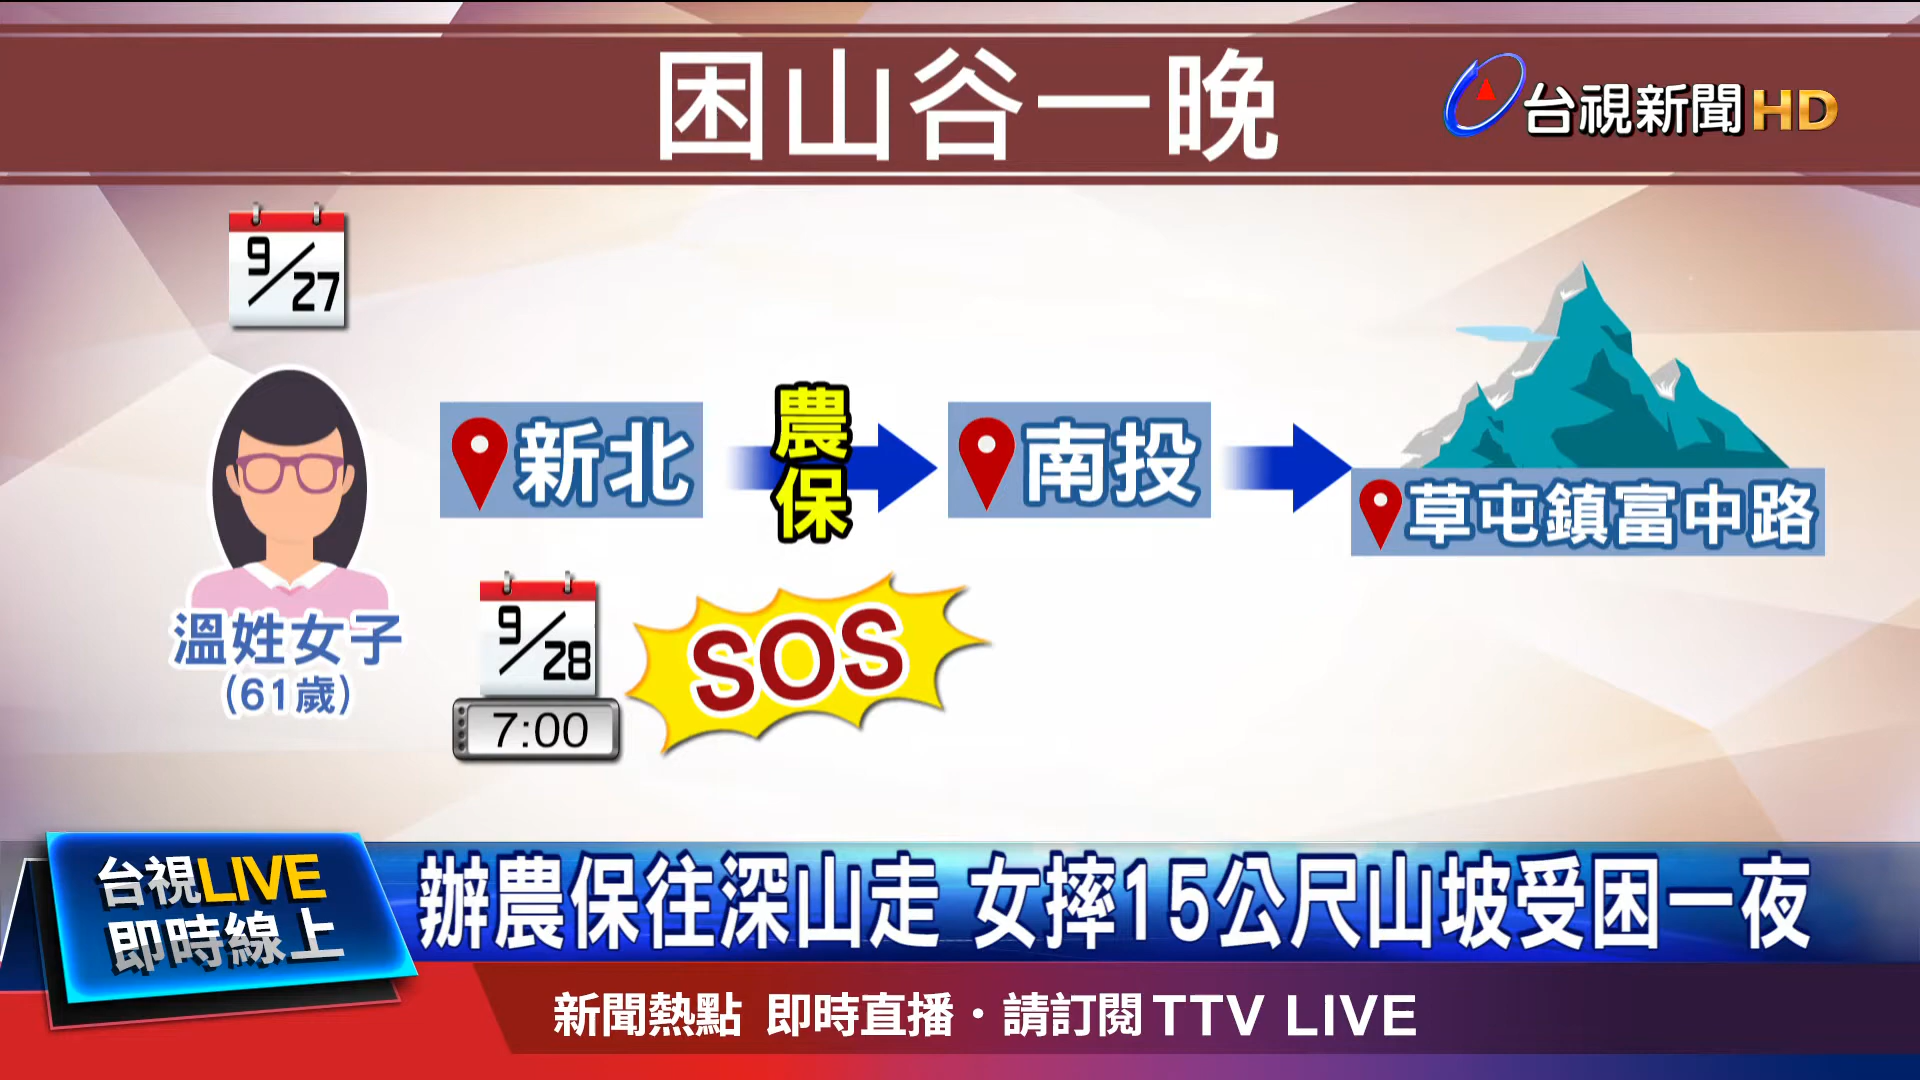 困山谷一晚
台視新聞HD
9/27
新北
農保
南投
草屯鎮富中路
溫姓女子
(61歲)
9/28
7:00
SOS
台視LIVE
即時線上
辦農保往深山走 女摔15公尺山坡受困一夜
新聞熱點 即時直播·請訂閱TTV LIVE